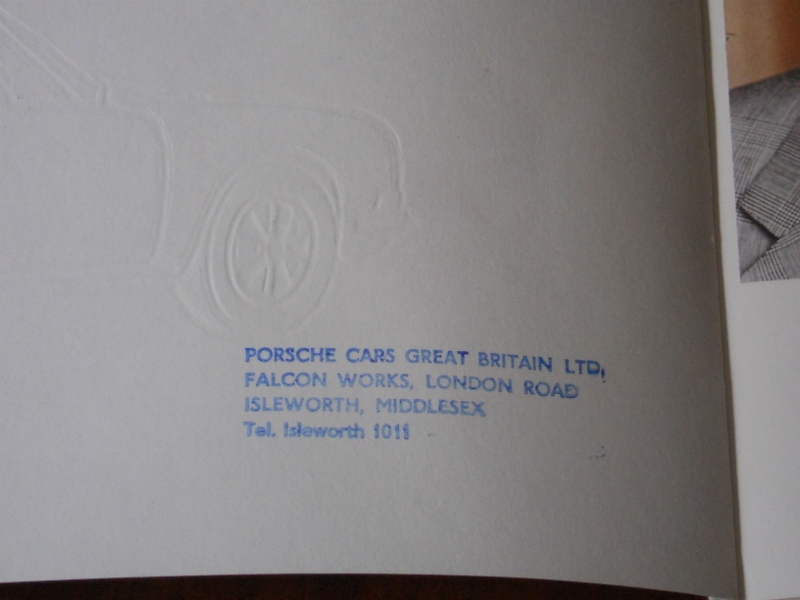 PORSCHE CARS GREAT BRITAIN LTD,
FALCON WORKS, LONDON ROAD
ISLEWORTH, MIDDLESEX
Tel. Isleworth 1011